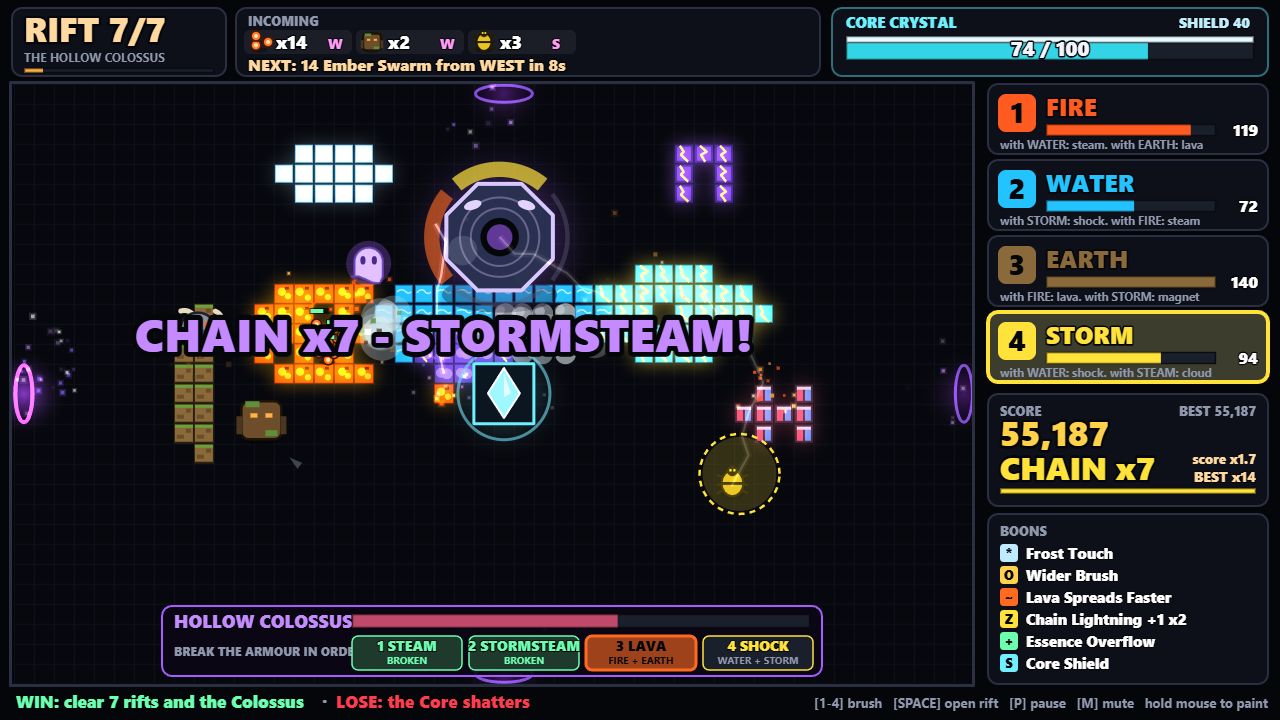 RIFT 7/7
THE HOLLOW COLOSSUS
INCOMING
x14 W
x2 W
x3 S
NEXT: 14 Ember Swarm from WEST in 8s
CORE CRYSTAL
SHIELD 40
74 / 100
1 FIRE
119
with WATER: steam. with EARTH: lava
2 WATER
72
with STORM: shock. with FIRE: steam
3 EARTH
140
with FIRE: lava. with STORM: magnet
4 STORM
94
with WATER: shock. with STEAM: cloud
CHAIN x7 - STORMSTEAM!
SCORE
BEST 55,187
55,187
CHAIN x7
score x1.7
BEST x14
BOONS
* Frost Touch
O Wider Brush
~ Lava Spreads Faster
Z Chain Lightning +1 x2
+ Essence Overflow
S Core Shield
HOLLOW COLOSSUS
BREAK THE ARMOUR IN ORDE
1 STEAM
BROKEN
2 STORMSTEAM
BROKEN
3 LAVA
FIRE + EARTH
4 SHOCK
WATER + STORM
WIN: clear 7 rifts and the Colossus · LOSE: the Core shatters
[1-4] brush [SPACE] open rift [P] pause [M] mute hold mouse to paint